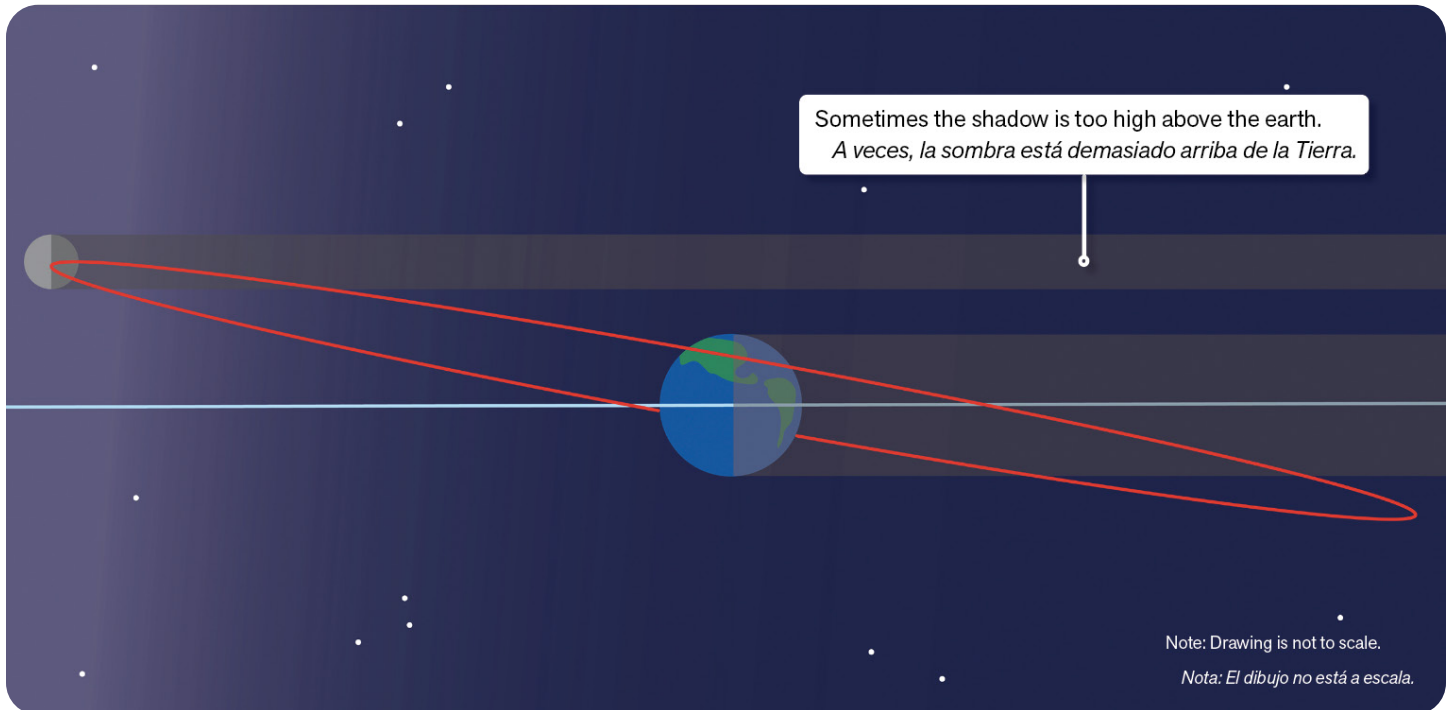 Sometimes the shadow is too high above the earth.
A veces, la sombra está demasiado arriba de la Tierra.
Note: Drawing is not to scale.
Nota: El dibujo no está a escala.